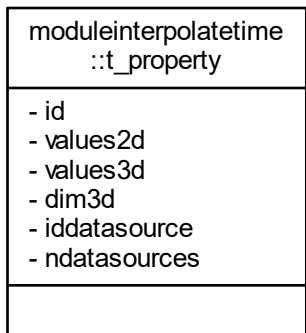 moduleinterpolatetime
::t_property
- id
- values2d
- values3d
- dim3d
- iddatasource
- ndatasources